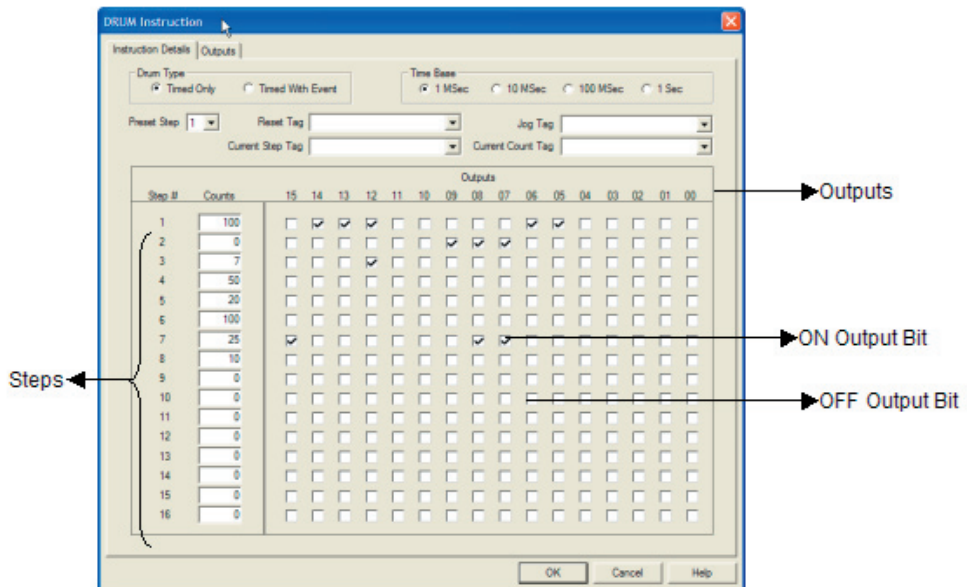 DRUM Instruction
Instruction Details Outputs
Drum Type
Timed Only Timed With Event
Time Base
1 MSec 10 MSec 100 MSec 1 Sec
Preset Step 1 Reset Tag Jog Tag
Current Step Tag Current Count Tag
Outputs
Step # Counts 15 14 13 12 11 10 09 08 07 06 05 04 03 02 01 00
Outputs
1 100
2 0
3 7
4 50
5 20
6 100
7 25
ON Output Bit
8 10
Steps
9 0
10 0
OFF Output Bit
11 0
12 0
13 0
14 0
15 0
16 0
OK Cancel Help